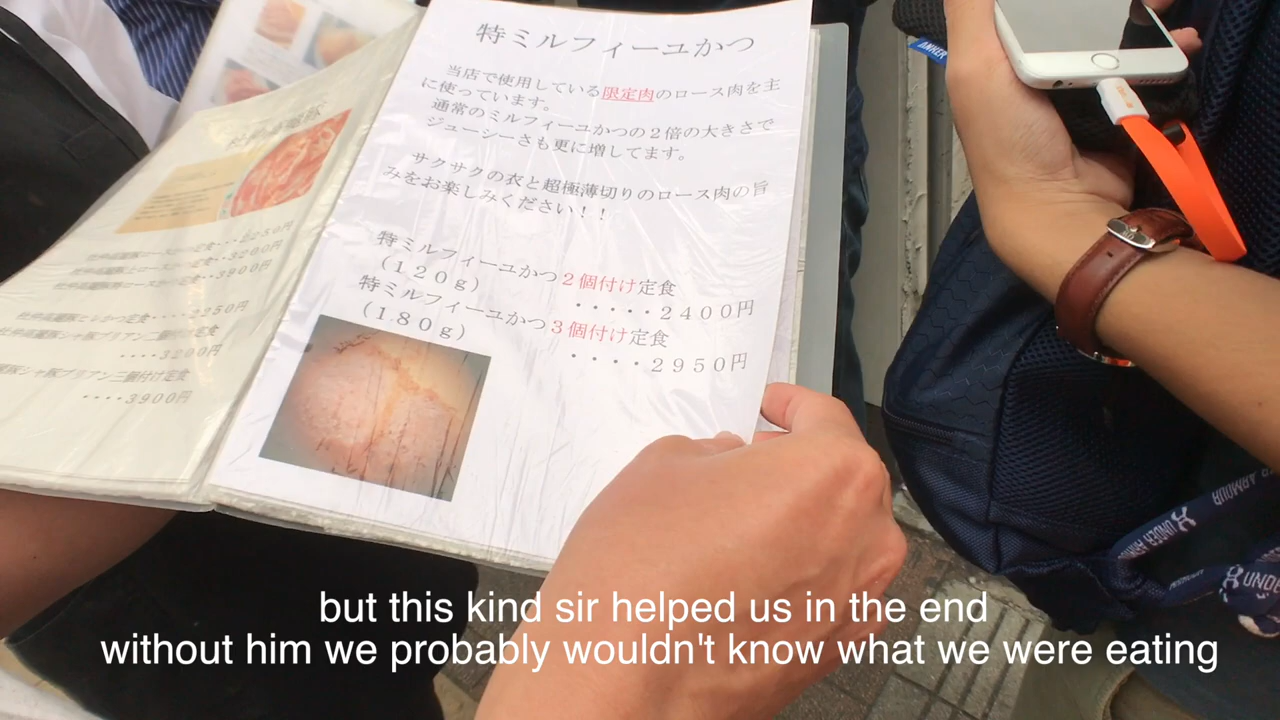 特ミルフィーユかつ
当店で使用している限定肉のロース肉を主
に使っています。
通常のミルフィーユかつの２倍の大きさで
ジューシーさも更に増してます。
サクサクの衣と超極薄切りのロース肉の旨
みをお楽しみください！！
特ミルフィーユかつ２個付け定食
（１２０ｇ）
・・・・２４００円
特ミルフィーユかつ３個付け定食
（１８０ｇ）
・・・・２９５０円
・・・・3200円
・・・・3900円
ANKER
UNDER ARMOUR
but this kind sir helped us in the end
without him we probably wouldn't know what we were eating